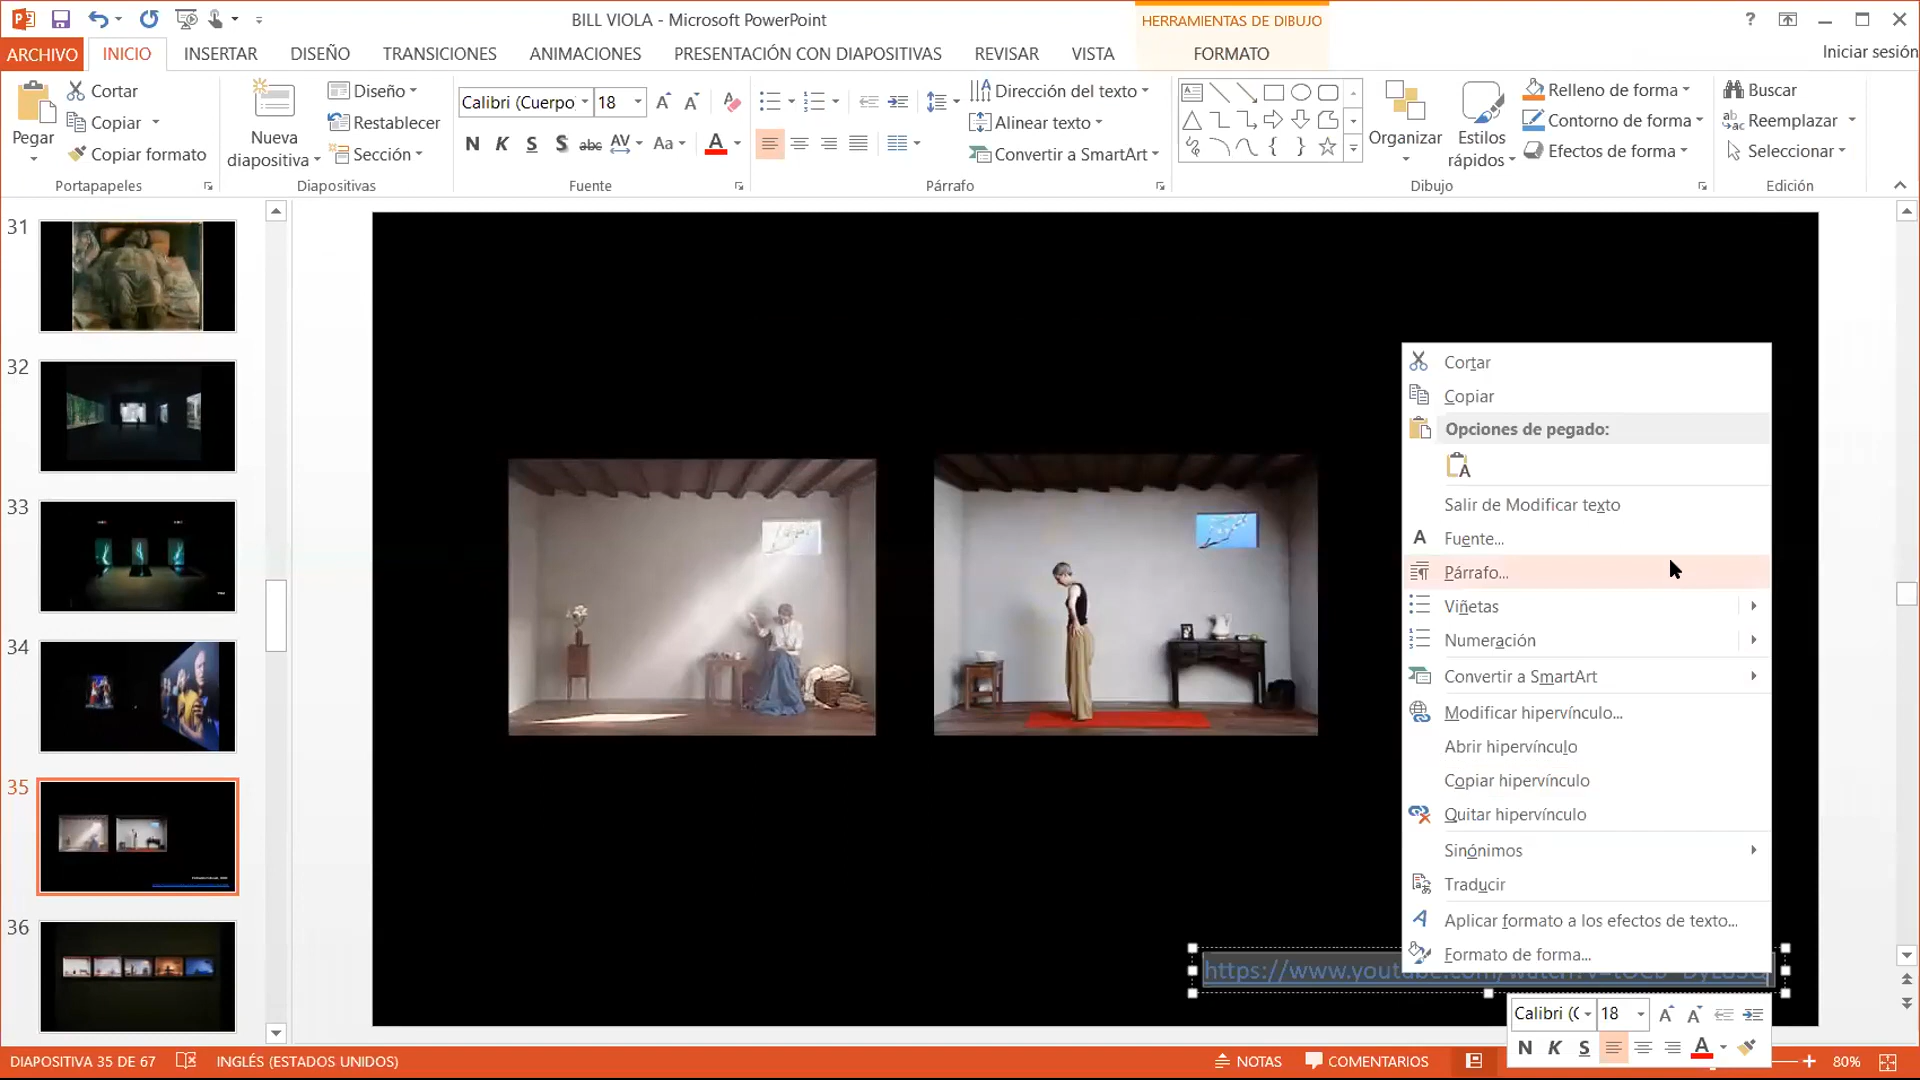 BILL VIOLA - Microsoft PowerPoint
HERRAMIENTAS DE DIBUJO
?
Iniciar sesión
ARCHIVO
INICIO
INSERTAR
DISEÑO
TRANSICIONES
ANIMACIONES
PRESENTACIÓN CON DIAPOSITIVAS
REVISAR
VISTA
FORMATO
Pegar
Cortar
Copiar
Copiar formato
Portapapeles
Nueva
diapositiva
Diseño
Restablecer
Sección
Diapositivas
Calibri (Cuerpo)
18
N K S S abc AV Aa A
Fuente
Dirección del texto
Alinear texto
Convertir a SmartArt
Párrafo
Organizar
Estilos
rápidos
Relleno de forma
Contorno de forma
Efectos de forma
Dibujo
Buscar
Reemplazar
Seleccionar
Edición
31
32
33
34
35
36
Cortar
Copiar
Opciones de pegado:
Salir de Modificar texto
Fuente...
Párrafo...
Viñetas
Numeración
Convertir a SmartArt
Modificar hipervínculo...
Abrir hipervínculo
Copiar hipervínculo
Quitar hipervínculo
Sinónimos
Traducir
Aplicar formato a los efectos de texto...
Formato de forma...
https://www.youtube.com/
Calibri (C
18
N K S A
DIAPOSITIVA 35 DE 67
INGLÉS (ESTADOS UNIDOS)
NOTAS
COMENTARIOS
80%